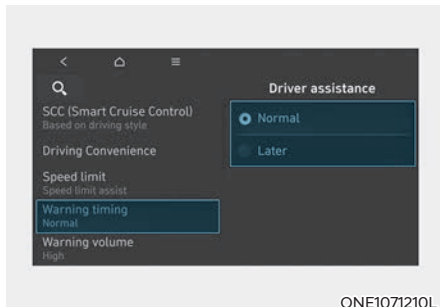 Driver assistance
SCC (Smart Cruise Control)
Based on driving style
Driving Convenience
Speed limit
Speed limit assist
Warning timing
Normal
Warning volume
High
Normal
Later
ONE1071210L